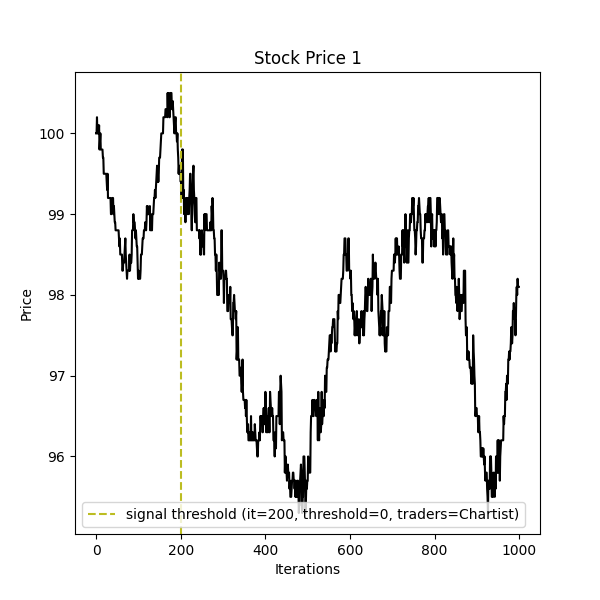 Stock Price 1
100
99
98
97
96
Price
signal threshold (it=200, threshold=0, traders=Chartist)
0 200 400 600 800 1000
Iterations